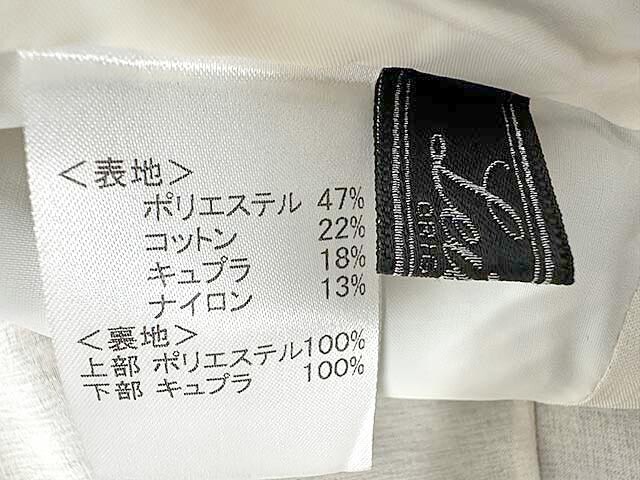 <表地>
ポリエステル 47%
コットン 22%
キュプラ 18%
ナイロン 13%
<裏地>
上部 ポリエステル100%
下部 キュプラ 100%